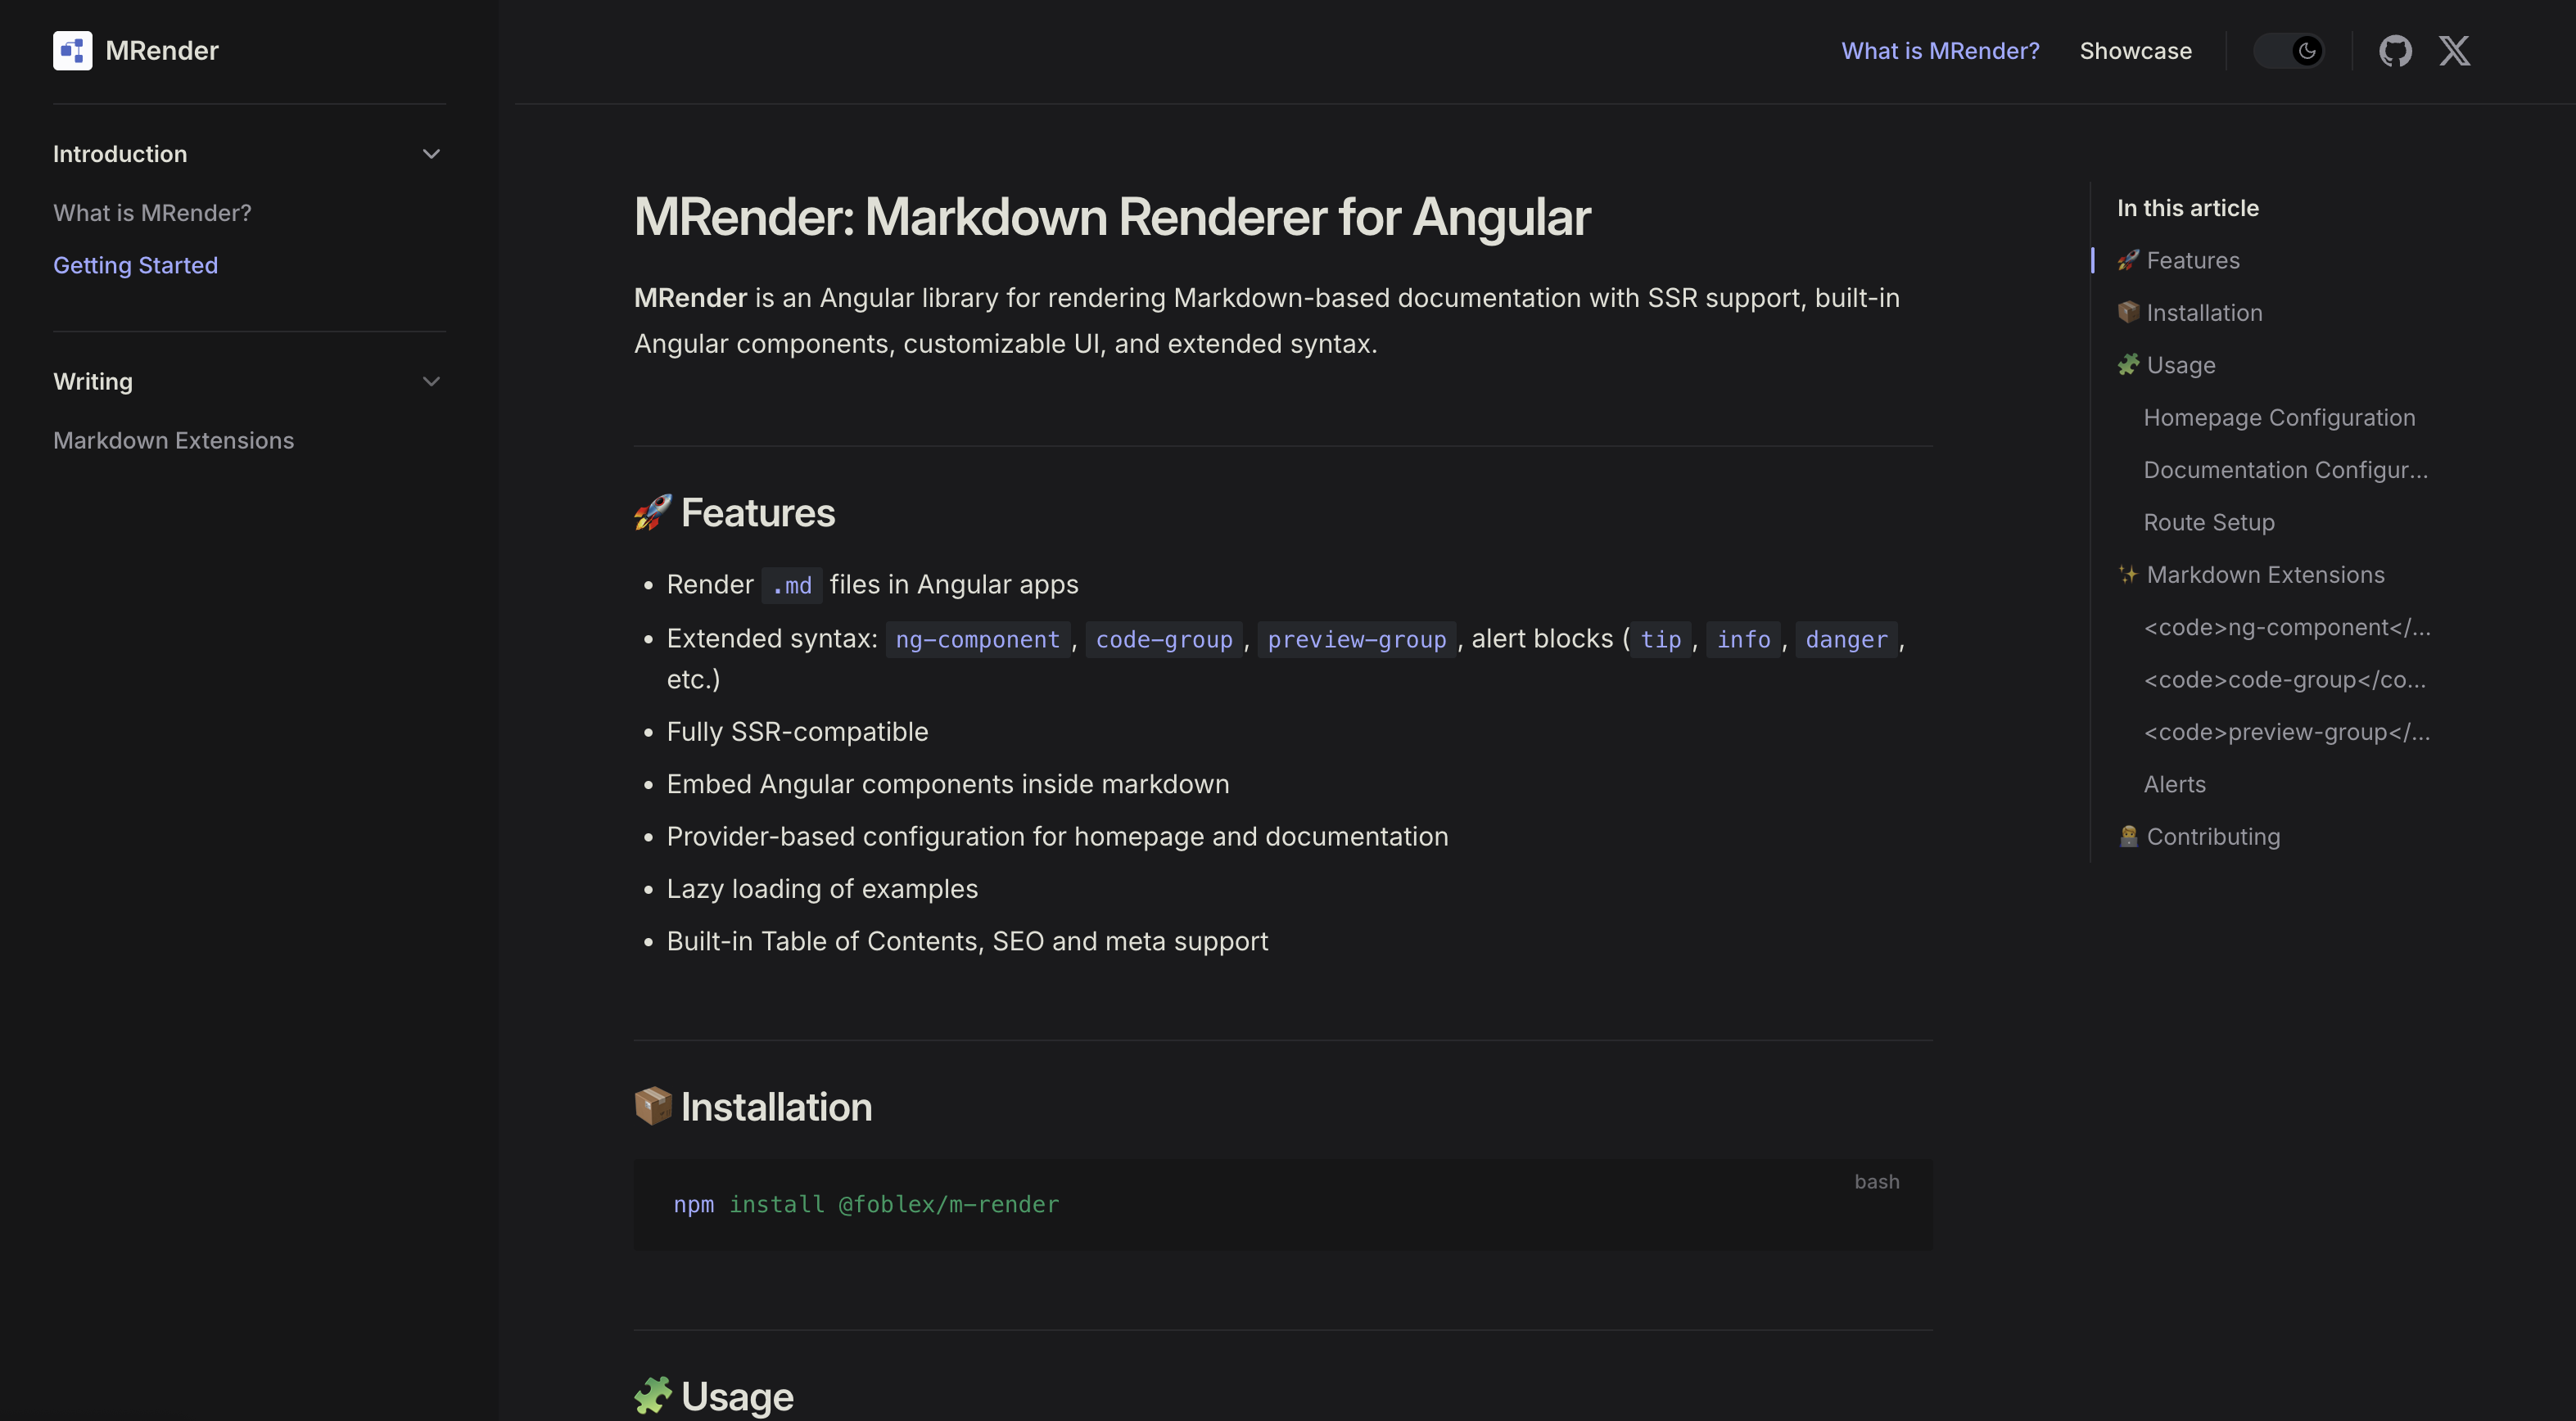 MRender
What is MRender?
Showcase
Introduction
What is MRender?
Getting Started
Writing
Markdown Extensions
MRender: Markdown Renderer for Angular
MRender is an Angular library for rendering Markdown-based documentation with SSR support, built-in
Angular components, customizable UI, and extended syntax.
🚀 Features
• Render .md files in Angular apps
• Extended syntax: ng-component, code-group, preview-group, alert blocks (tip, info, danger,
etc.)
• Fully SSR-compatible
• Embed Angular components inside markdown
• Provider-based configuration for homepage and documentation
• Lazy loading of examples
• Built-in Table of Contents, SEO and meta support
📦 Installation
bash
npm install @foblex/m-render
🧩 Usage
In this article
🚀 Features
📦 Installation
🧩 Usage
Homepage Configuration
Documentation Configur...
Route Setup
✨ Markdown Extensions
<code>ng-component</...
<code>code-group</co...
<code>preview-group</...
Alerts
🧑‍💻 Contributing